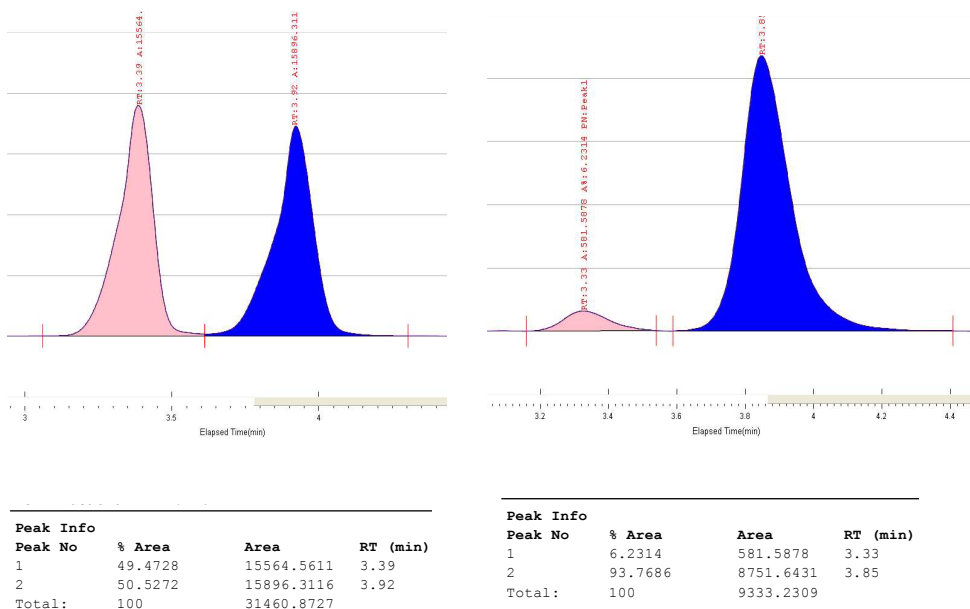 RT:3.39 A:15564.
RT:3.92 A:15896.311
3 3.5 4
Elapsed Time(min)
Peak Info
Peak No % Area Area RT (min)
1 49.4728 15564.5611 3.39
2 50.5272 15896.3116 3.92
Total: 100 31460.8727
RT:3.33 A:581.5878 A%:6.2314 PN:Peak1
RT:3.8
3.2 3.4 3.6 3.8 4 4.2 4.4
Elapsed Time(min)
Peak Info
Peak No % Area Area RT (min)
1 6.2314 581.5878 3.33
2 93.7686 8751.6431 3.85
Total: 100 9333.2309